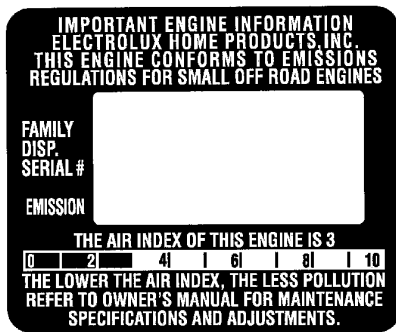 IMPORTANT ENGINE INFORMATION
ELECTROLUX HOME PRODUCTS,INC.
THIS ENGINE CONFORMS TO EMISSIONS
REGULATIONS FOR SMALL OFF ROAD ENGINES
FAMILY
DISP.
SERIAL #
EMISSION
THE AIR INDEX OF THIS ENGINE IS 3
0 2 4 6 8 10
THE LOWER THE AIR INDEX, THE LESS POLLUTION
REFER TO OWNER'S MANUAL FOR MAINTENANCE
SPECIFICATIONS AND ADJUSTMENTS.